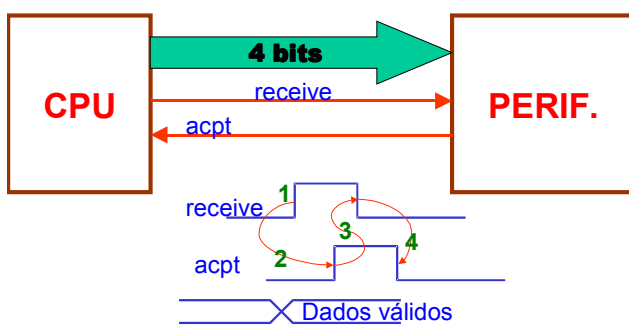 4 bits
CPU
receive
PERIF.
acpt
1
receive
3
4
2
acpt
Dados válidos